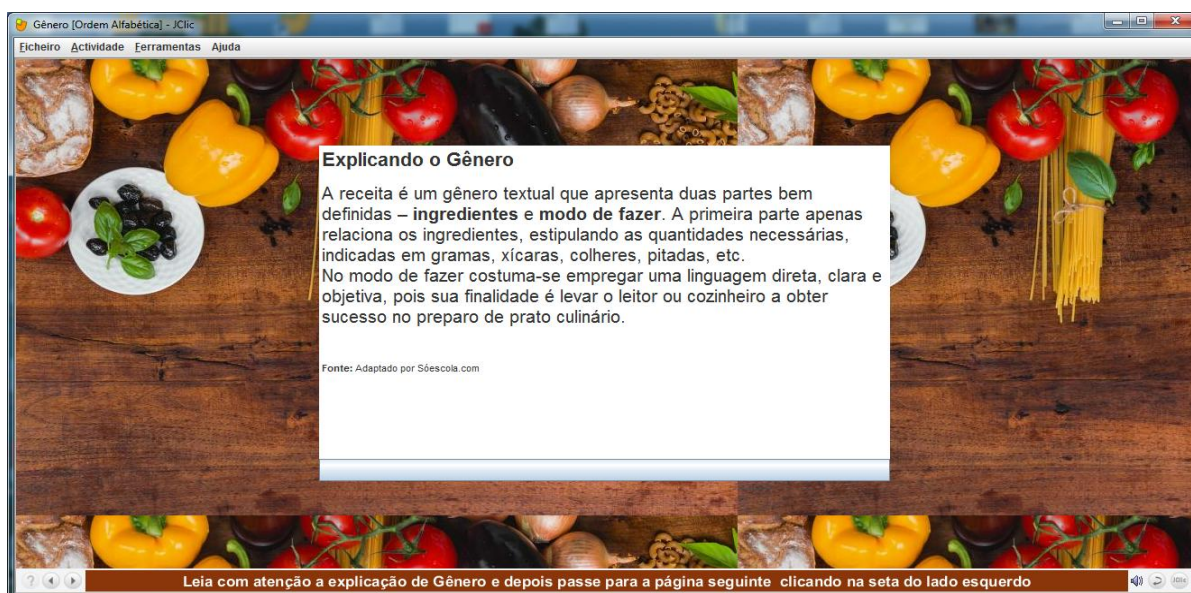 Gênero [Ordem Alfabética] - JClic
Ficheiro Actividade Ferramentas Ajuda
Explicando o Gênero
A receita é um gênero textual que apresenta duas partes bem
definidas – ingredientes e modo de fazer. A primeira parte apenas
relaciona os ingredientes, estipulando as quantidades necessárias,
indicadas em gramas, xícaras, colheres, pitadas, etc.
No modo de fazer costuma-se empregar uma linguagem direta, clara e
objetiva, pois sua finalidade é levar o leitor ou cozinheiro a obter
sucesso no preparo de prato culinário.
Fonte: Adaptado por Sóescola.com
Leia com atenção a explicação de Gênero e depois passe para a página seguinte clicando na seta do lado esquerdo